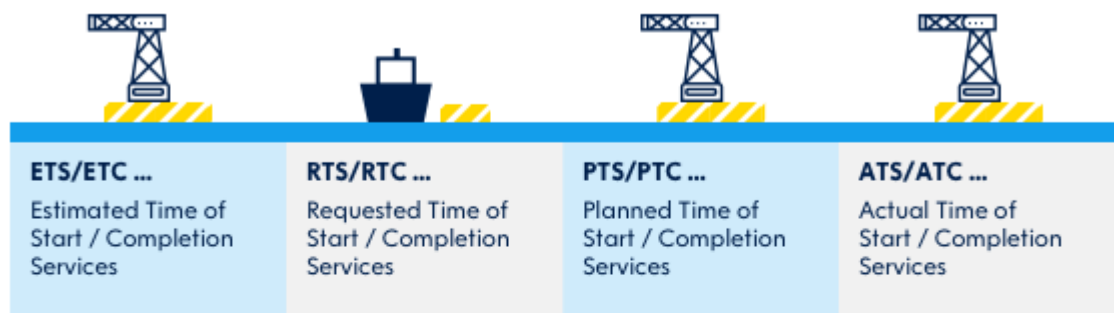 ETS/ETC ...
Estimated Time of
Start / Completion
Services
RTS/RTC ...
Requested Time of
Start / Completion
Services
PTS/PTC ...
Planned Time of
Start / Completion
Services
ATS/ATC ...
Actual Time of
Start / Completion
Services